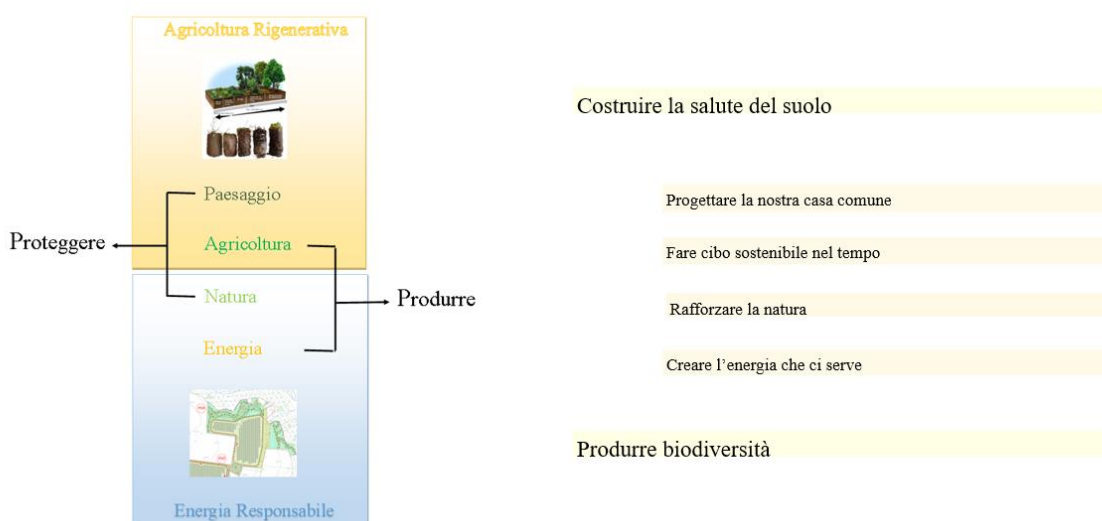 Agricoltura Rigenerativa
Paesaggio
Proteggere
Agricoltura
Natura
Produrre
Energia
Energia Responsabile
Costruire la salute del suolo
Progettare la nostra casa comune
Fare cibo sostenibile nel tempo
Rafforzare la natura
Creare l’energia che ci serve
Produrre biodiversità